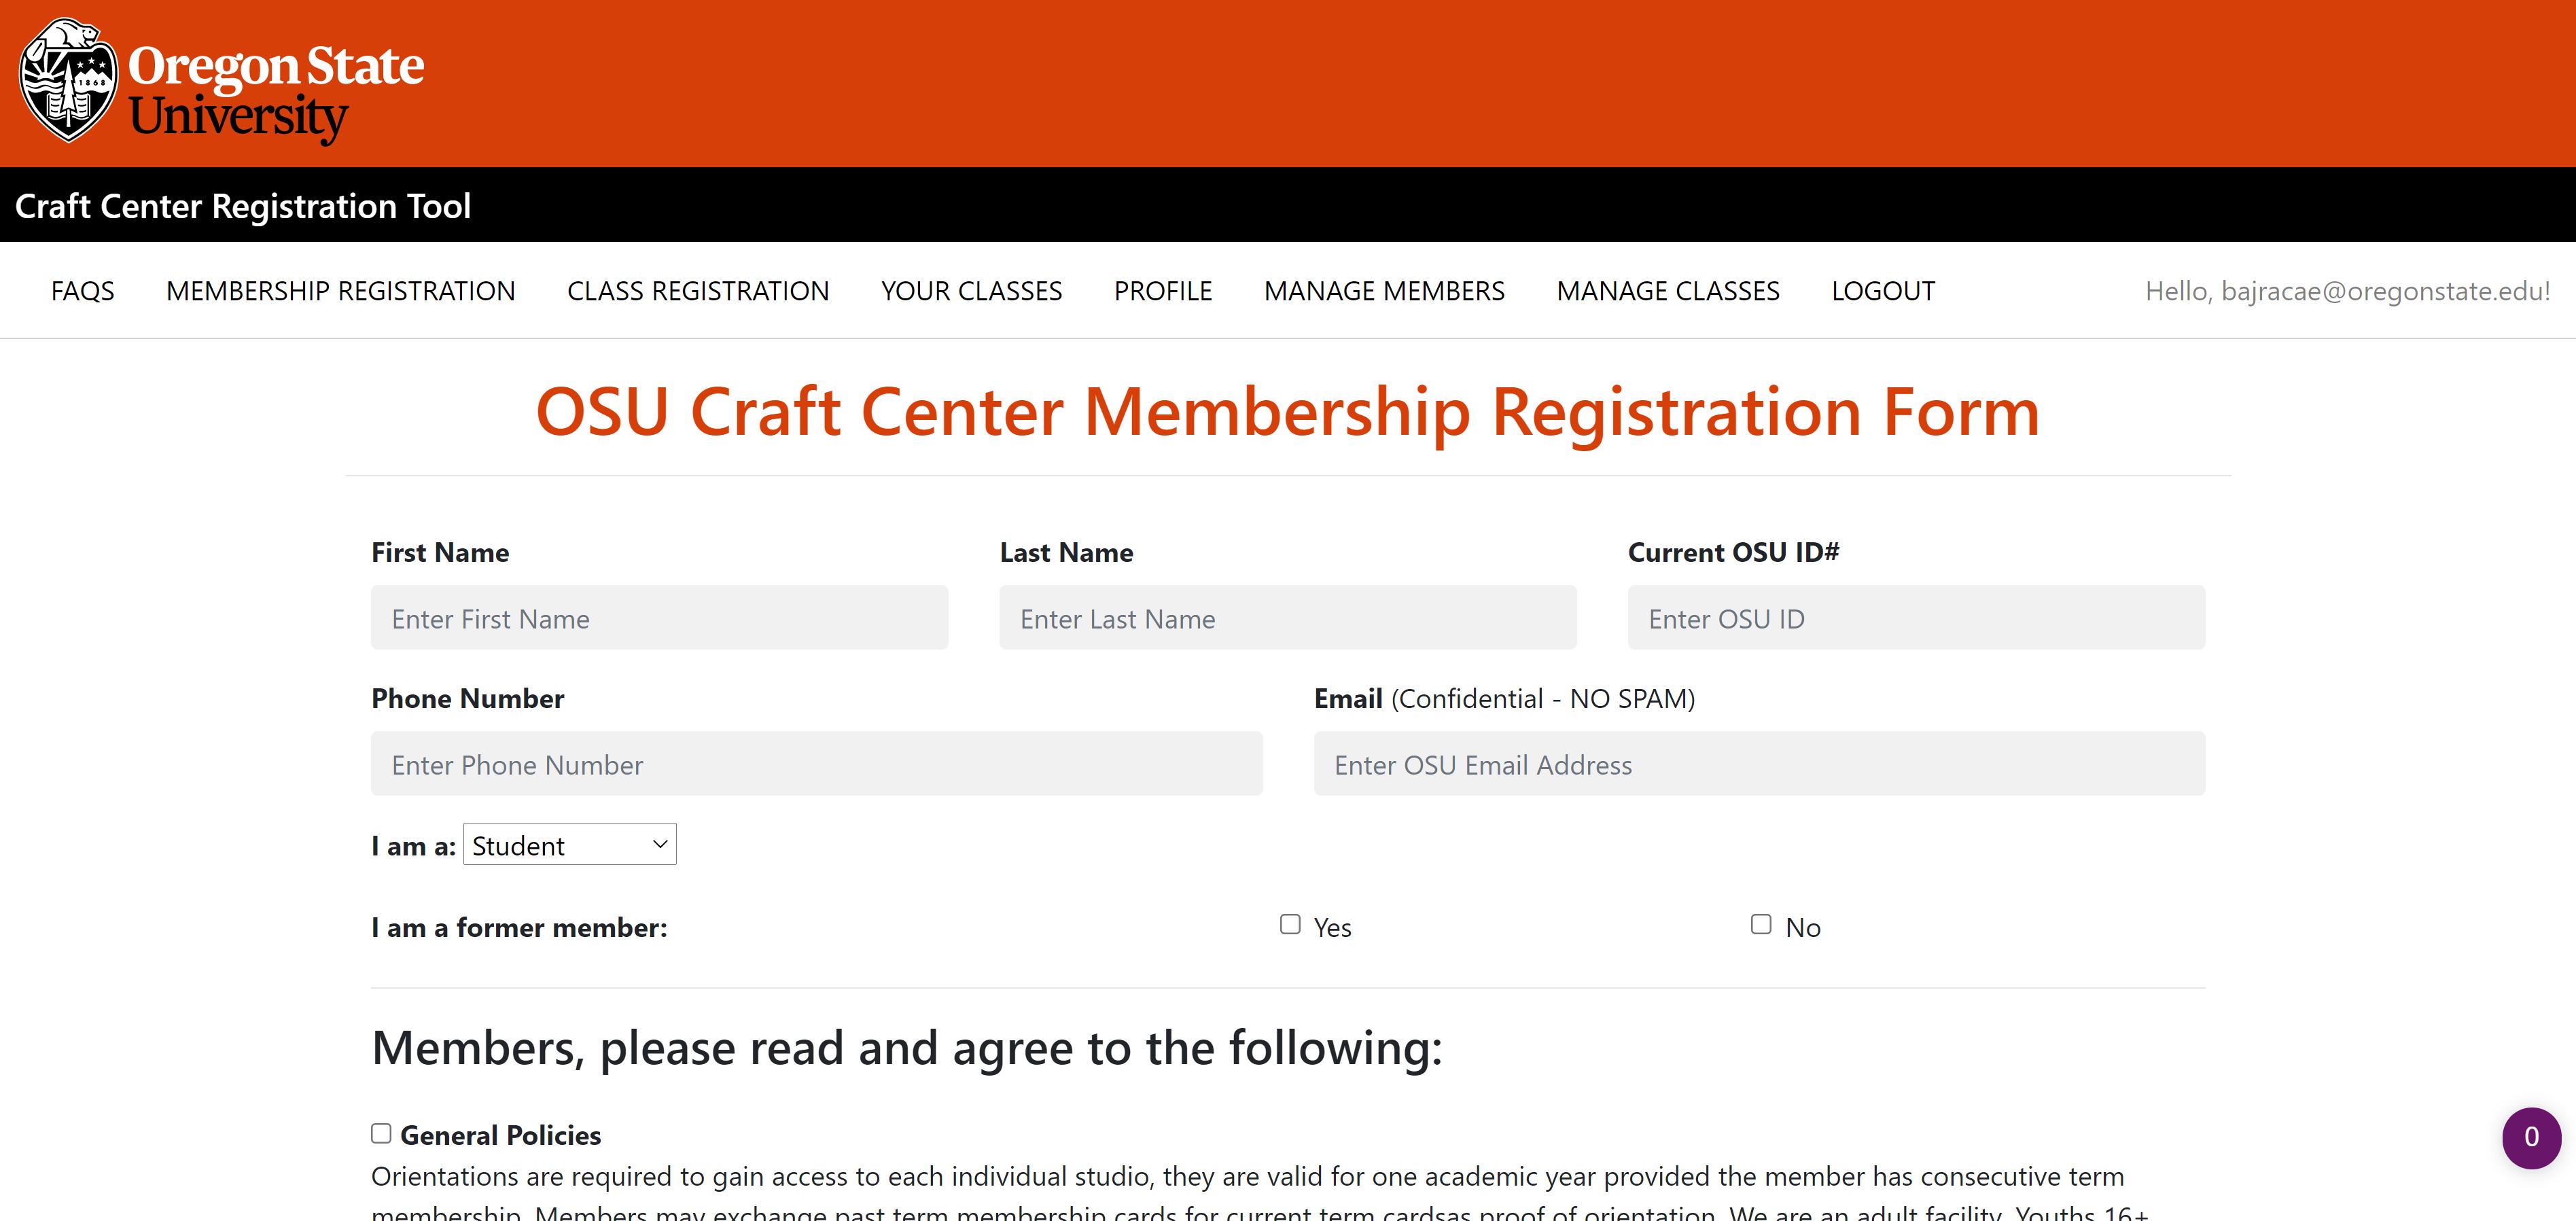 1868
Oregon State
University
Craft Center Registration Tool
FAQS MEMBERSHIP REGISTRATION CLASS REGISTRATION YOUR CLASSES PROFILE MANAGE MEMBERS MANAGE CLASSES LOGOUT Hello, bajracae@oregonstate.edu!
OSU Craft Center Membership Registration Form
First Name Last Name Current OSU ID#
Enter First Name Enter Last Name Enter OSU ID
Phone Number Email (Confidential - NO SPAM)
Enter Phone Number Enter OSU Email Address
I am a: Student
I am a former member: Yes No
Members, please read and agree to the following:
General Policies
0
Orientations are required to gain access to each individual studio, they are valid for one academic year provided the member has consecutive term
membership. Members may exchange past term membership cards for current term cardsas proof of orientation. We are an adult facility. Youths 16+